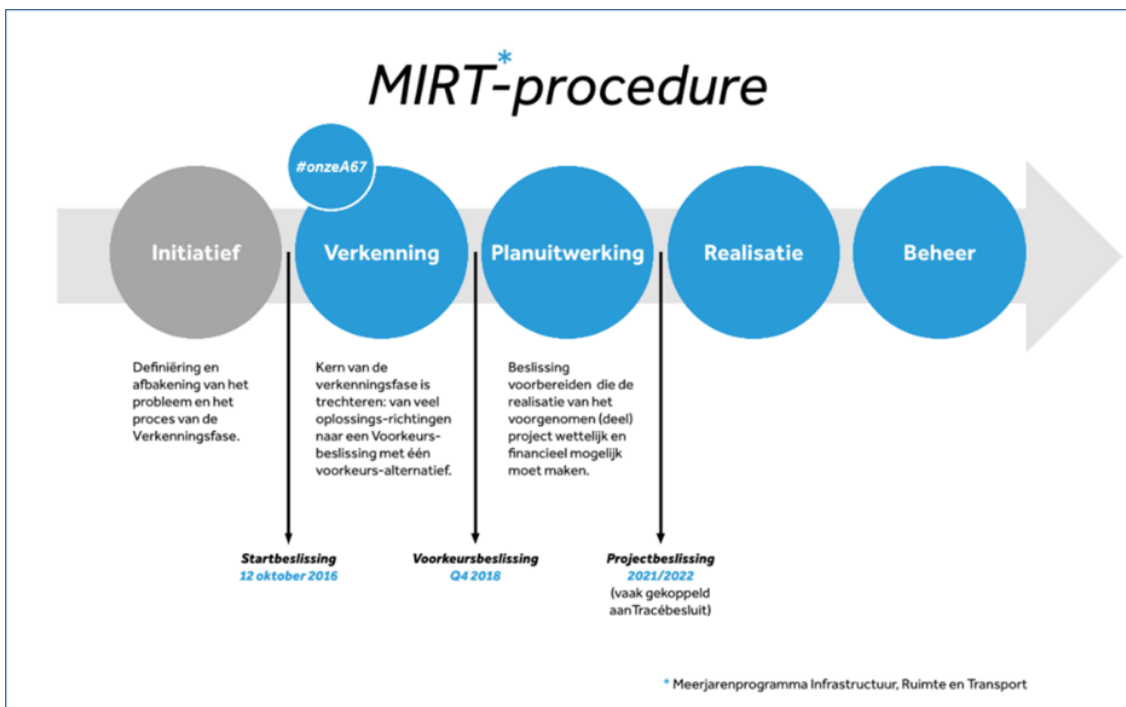 MIRT-procedure
*
#onzeA67
Initiatief
Verkenning
Planuitwerking
Realisatie
Beheer
Definiëring en
afbakening van het
probleem en het
proces van de
Verkenningsfase.
Kern van de
verkenningsfase is
trechteren: van veel
oplossings-richtingen
naar een Voorkeurs-
beslissing met één
voorkeurs-alternatief.
Beslissing
voorbereiden die de
realisatie van het
voorgenomen (deel)
project wettelijk en
financieel mogelijk
moet maken.
Startbeslissing
12 oktober 2016
Voorkeursbeslissing
Q4 2018
Projectbeslissing
2021/2022
(vaak gekoppeld
aanTracébesluit)
* Meerjarenprogramma Infrastructuur, Ruimte en Transport